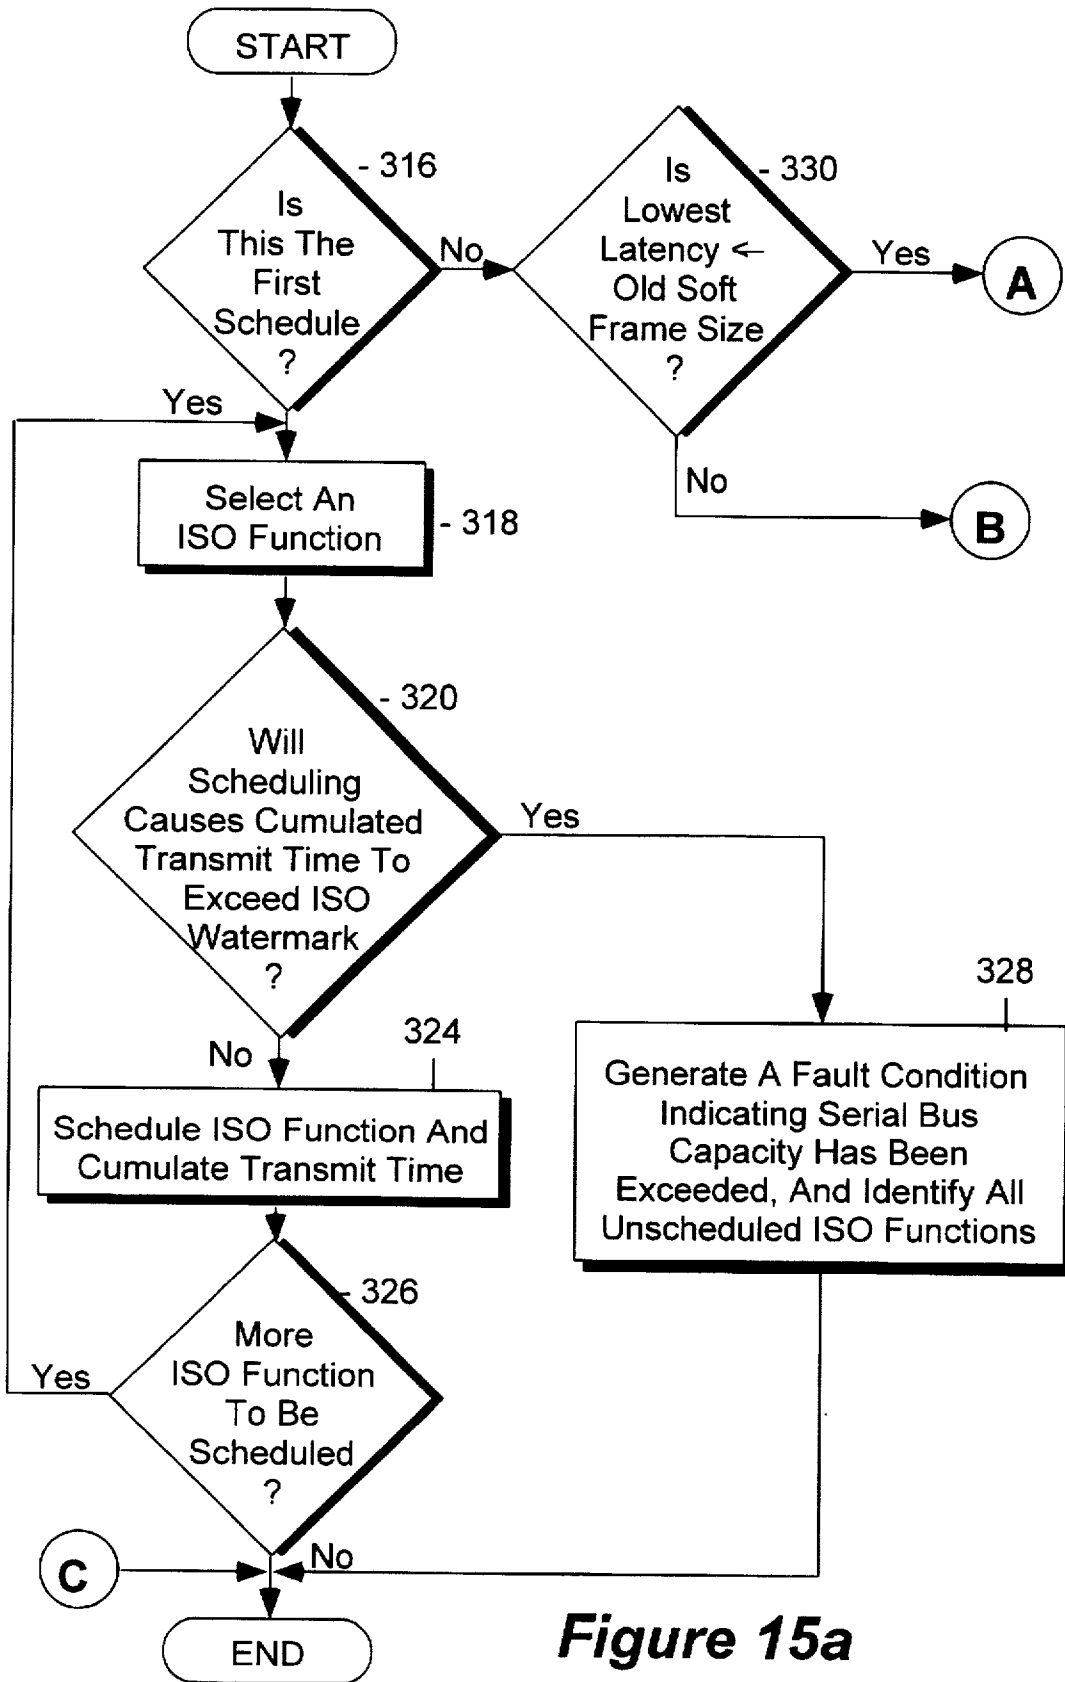 START
- 316
Is
This The
First
Schedule
?
No
- 330
Is
Lowest
Latency <-
Old Soft
Frame Size
?
Yes
A
No
B
Yes
Select An
ISO Function
- 318
- 320
Will
Scheduling
Causes Cumulated
Transmit Time To
Exceed ISO
Watermark
?
Yes
No
324
Schedule ISO Function And
Cumulate Transmit Time
328
Generate A Fault Condition
Indicating Serial Bus
Capacity Has Been
Exceeded, And Identify All
Unscheduled ISO Functions
- 326
More
ISO Function
To Be
Scheduled
?
Yes
No
C
END
Figure 15a